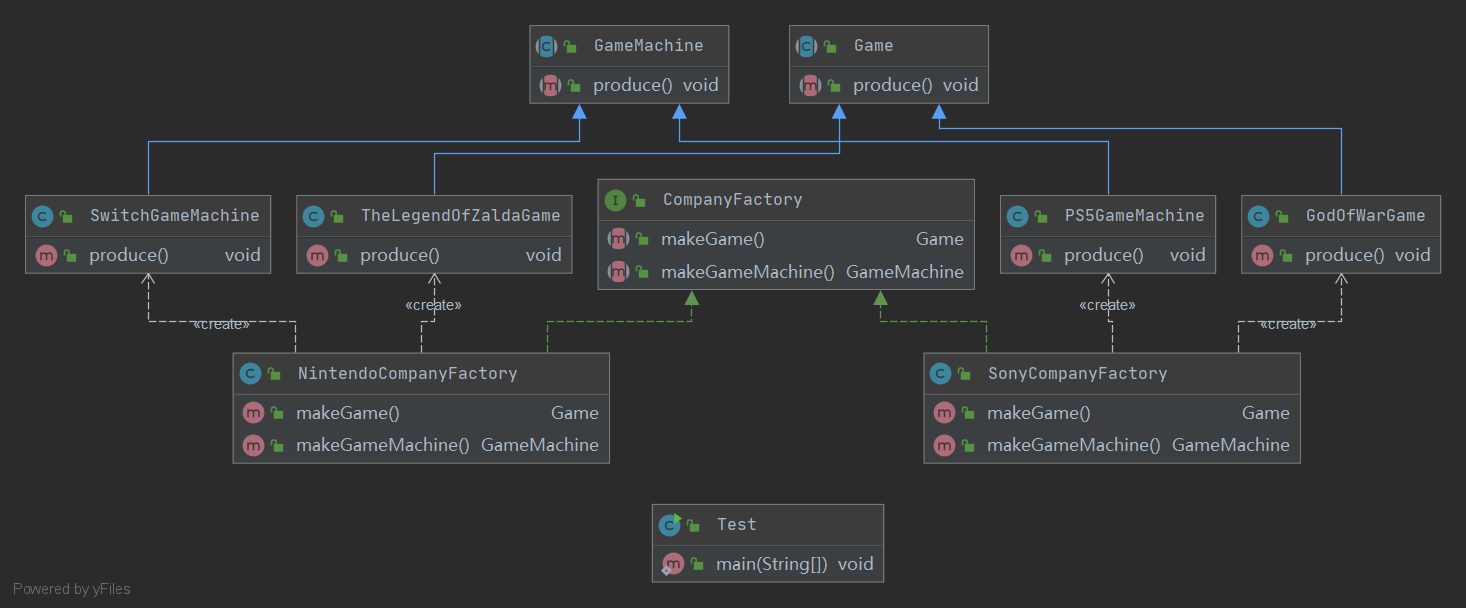 GameMachine
produce() void
Game
produce() void
SwitchGameMachine
produce() void
TheLegendOfZaldaGame
produce() void
CompanyFactory
makeGame() Game
makeGameMachine() GameMachine
PS5GameMachine
produce() void
GodOfWarGame
produce() void
«create»
«create»
«create»
«create»
NintendoCompanyFactory
makeGame() Game
makeGameMachine() GameMachine
SonyCompanyFactory
makeGame() Game
makeGameMachine() GameMachine
Test
main(String[]) void
Powered by yFiles